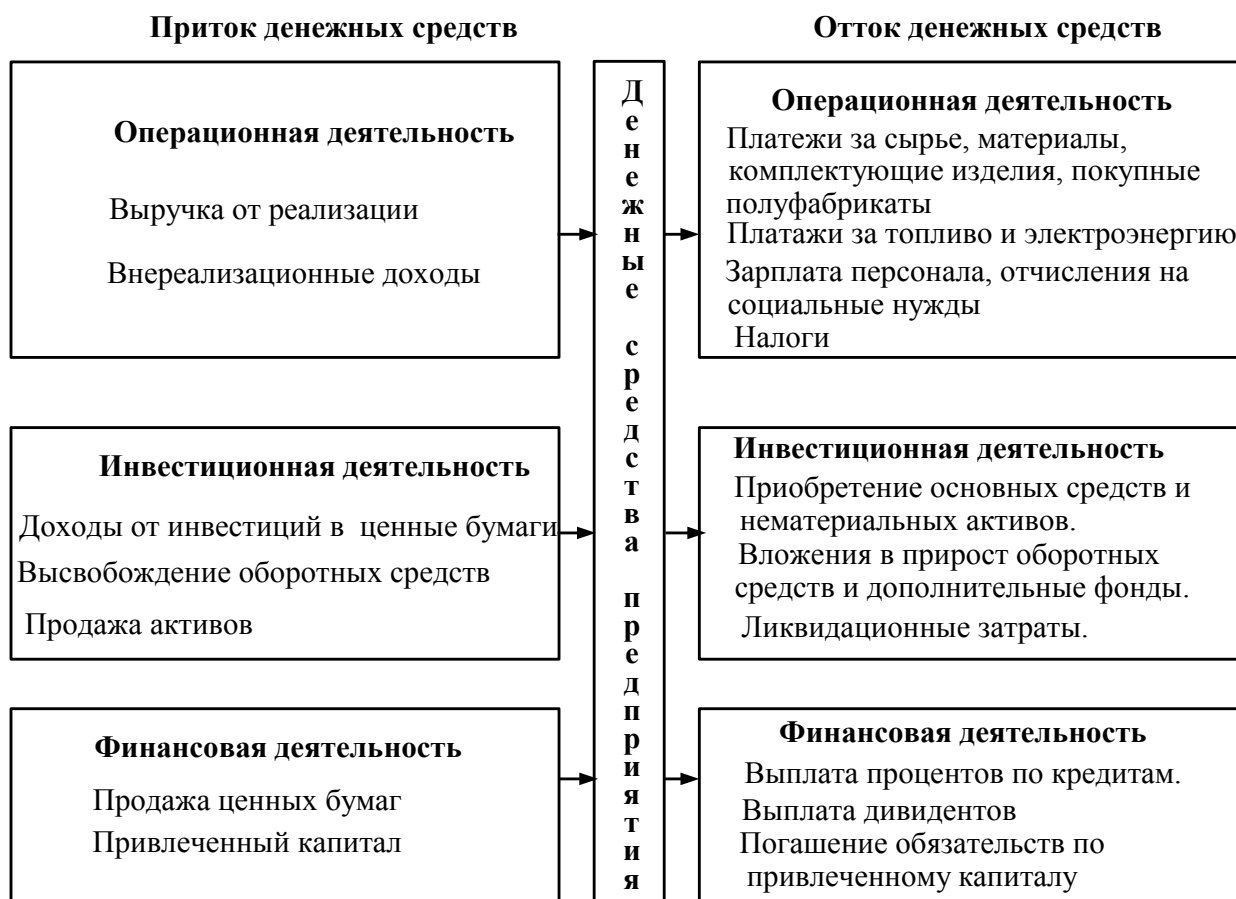 Приток денежных средств
Отток денежных средств
Операционная деятельность
Выручка от реализации
Внереализационные доходы
Инвестиционная деятельность
Доходы от инвестиций в ценные бумаги
Высвобождение оборотных средств
Продажа активов
Финансовая деятельность
Продажа ценных бумаг
Привлеченный капитал
Денежные средства предприятия
Операционная деятельность
Платежи за сырье, материалы,
комплектующие изделия, покупные
полуфабрикаты
Платажи за топливо и электроэнергию
Зарплата персонала, отчисления на
социальные нужды
Налоги
Инвестиционная деятельность
Приобретение основных средств и
нематериальных активов.
Вложения в прирост оборотных
средств и дополнительные фонды.
Ликвидационные затраты.
Финансовая деятельность
Выплата процентов по кредитам.
Выплата дивидентов
Погашение обязательств по
привлеченному капиталу